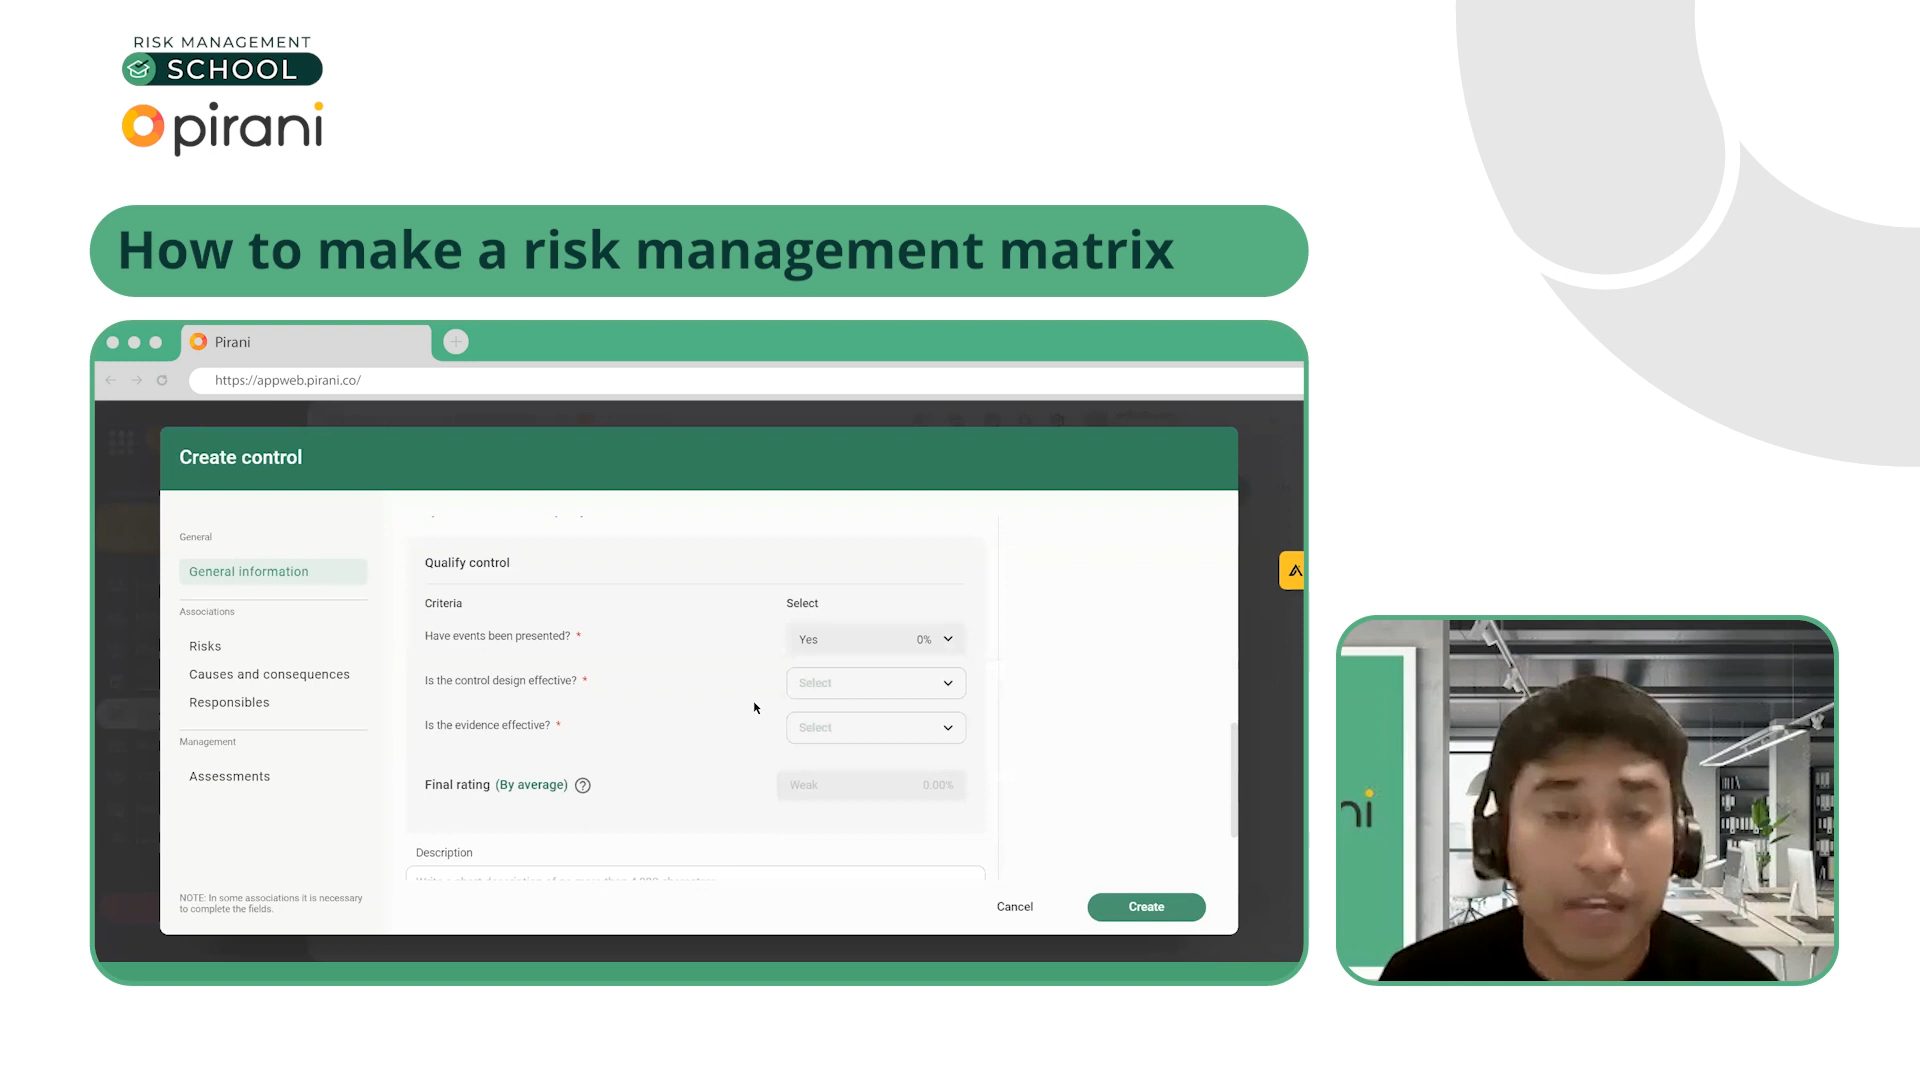 RISK MANAGEMENT
SCHOOL
pirani
How to make a risk management matrix
Pirani
https://appweb.pirani.co/
Create control
General
General information
Associations
Risks
Causes and consequences
Responsibles
Management
Assessments
NOTE: In some associations it is necessary
to complete the fields.
Qualify control
Criteria Select
Have events been presented? * Yes 0%
Is the control design effective? * Select
Is the evidence effective? * Select
Final rating (By average) ? Weak 0.00%
Description
Cancel Create
ni